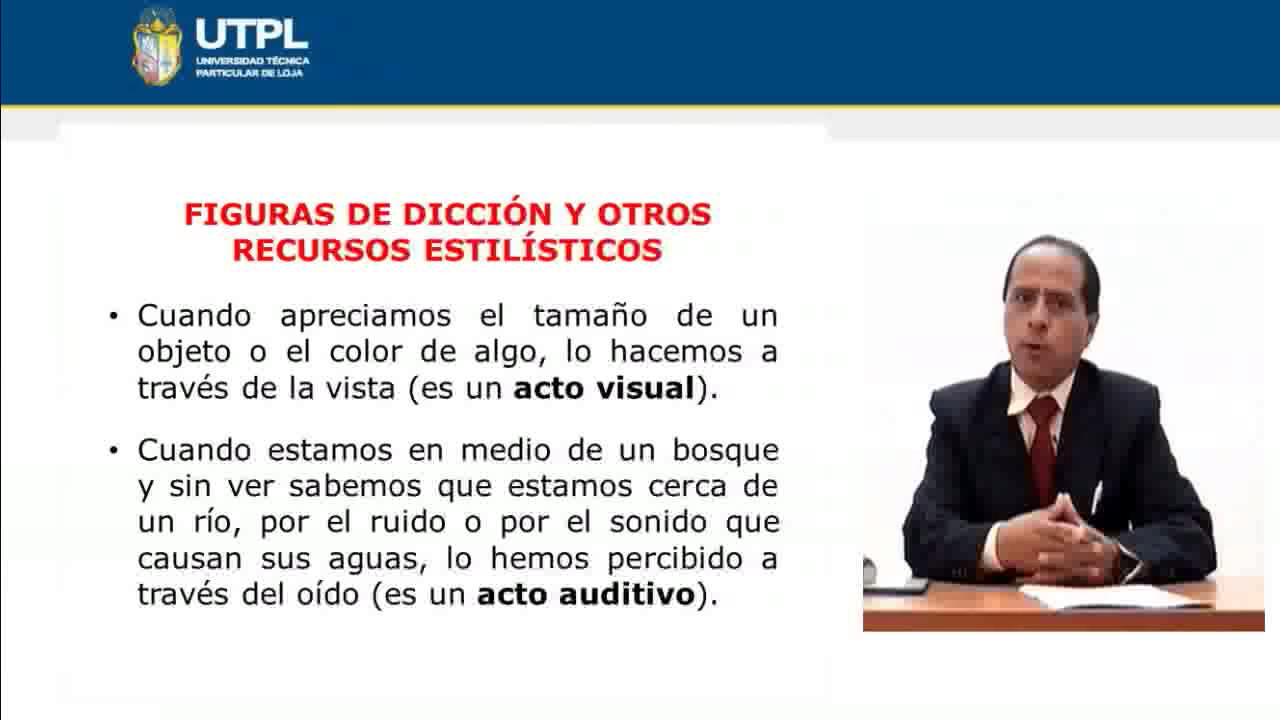 UTPL
UNIVERSIDAD TÉCNICA
PARTICULAR DE LOJA
FIGURAS DE DICCIÓN Y OTROS
RECURSOS ESTILÍSTICOS
• Cuando apreciamos el tamaño de un
objeto o el color de algo, lo hacemos a
través de la vista (es un acto visual).
• Cuando estamos en medio de un bosque
y sin ver sabemos que estamos cerca de
un río, por el ruido o por el sonido que
causan sus aguas, lo hemos percibido a
través del oído (es un acto auditivo).